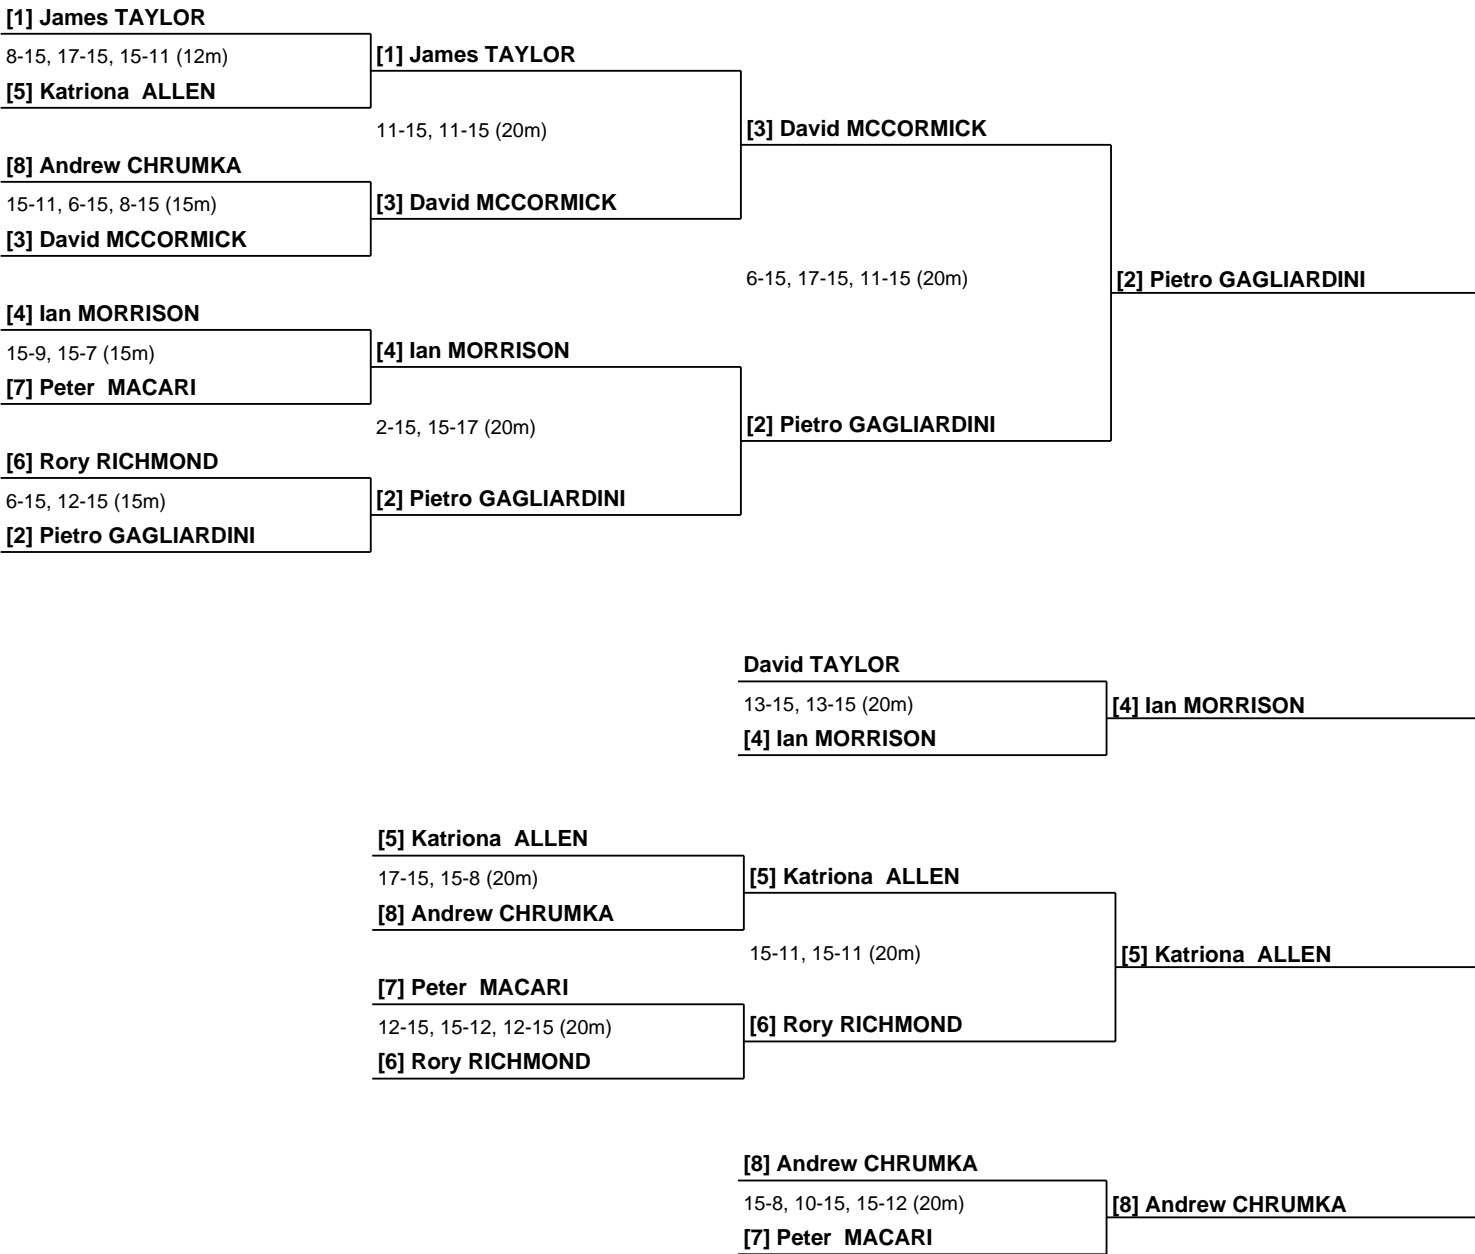 [1] James TAYLOR
8-15, 17-15, 15-11 (12m)
[5] Katriona  ALLEN
[1] James TAYLOR
11-15, 11-15 (20m)
[8] Andrew CHRUMKA
15-11, 6-15, 8-15 (15m)
[3] David MCCORMICK
[3] David MCCORMICK
[3] David MCCORMICK
6-15, 17-15, 11-15 (20m)
[2] Pietro GAGLIARDINI
[4] Ian MORRISON
15-9, 15-7 (15m)
[7] Peter  MACARI
[4] Ian MORRISON
2-15, 15-17 (20m)
[2] Pietro GAGLIARDINI
[6] Rory RICHMOND
6-15, 12-15 (15m)
[2] Pietro GAGLIARDINI
[2] Pietro GAGLIARDINI
David TAYLOR
13-15, 13-15 (20m)
[4] Ian MORRISON
[4] Ian MORRISON
[5] Katriona  ALLEN
17-15, 15-8 (20m)
[8] Andrew CHRUMKA
[5] Katriona  ALLEN
15-11, 15-11 (20m)
[5] Katriona  ALLEN
[7] Peter  MACARI
12-15, 15-12, 12-15 (20m)
[6] Rory RICHMOND
[6] Rory RICHMOND
[8] Andrew CHRUMKA
15-8, 10-15, 15-12 (20m)
[7] Peter  MACARI
[8] Andrew CHRUMKA